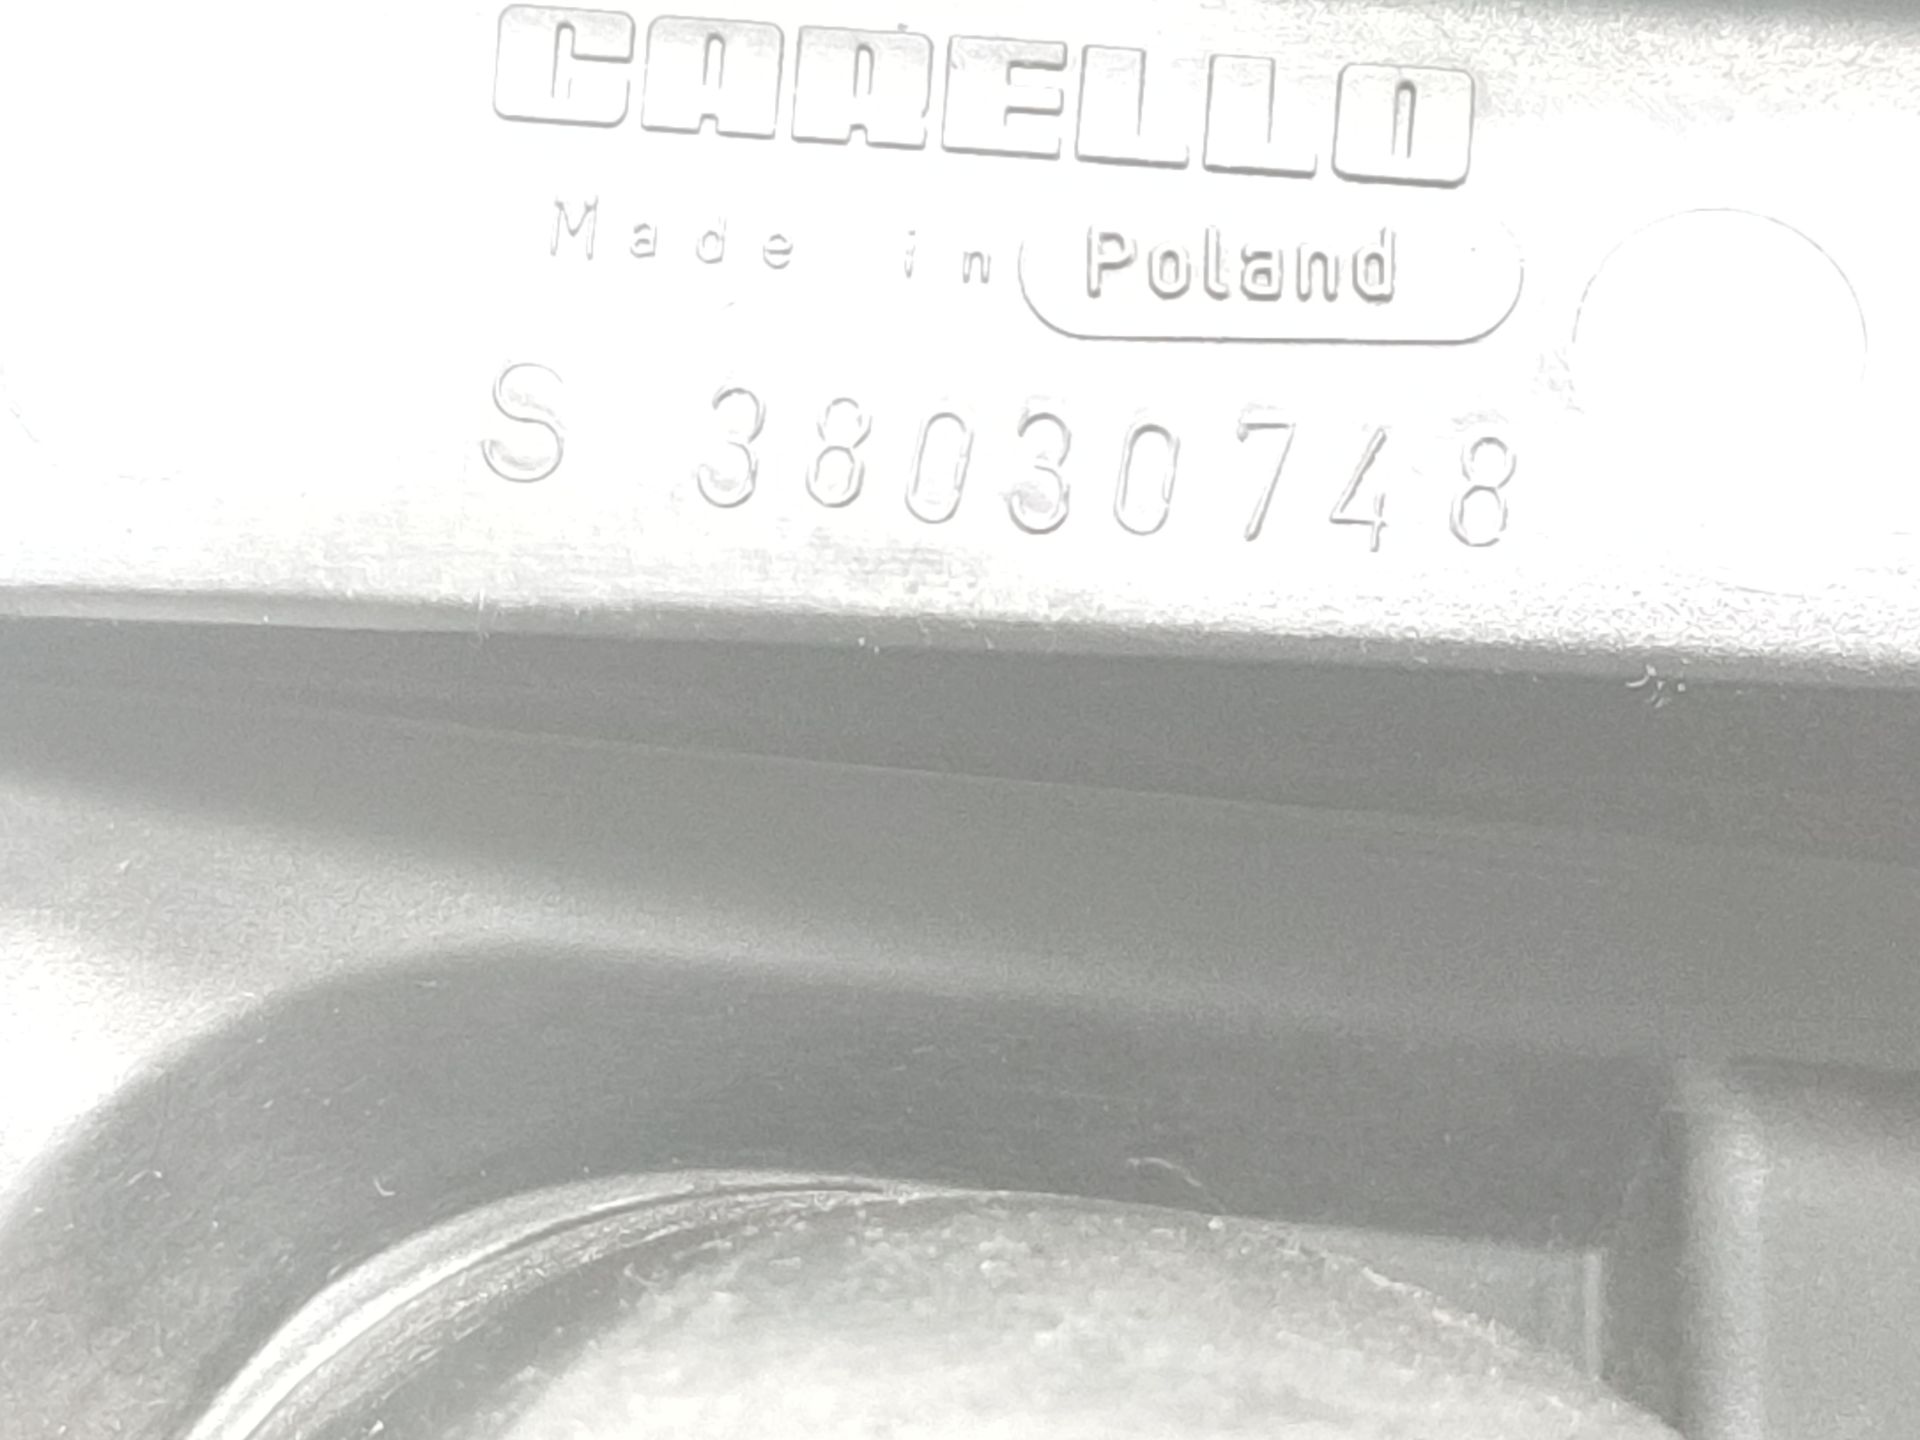 CARELLO
Made in Poland
S 38030748